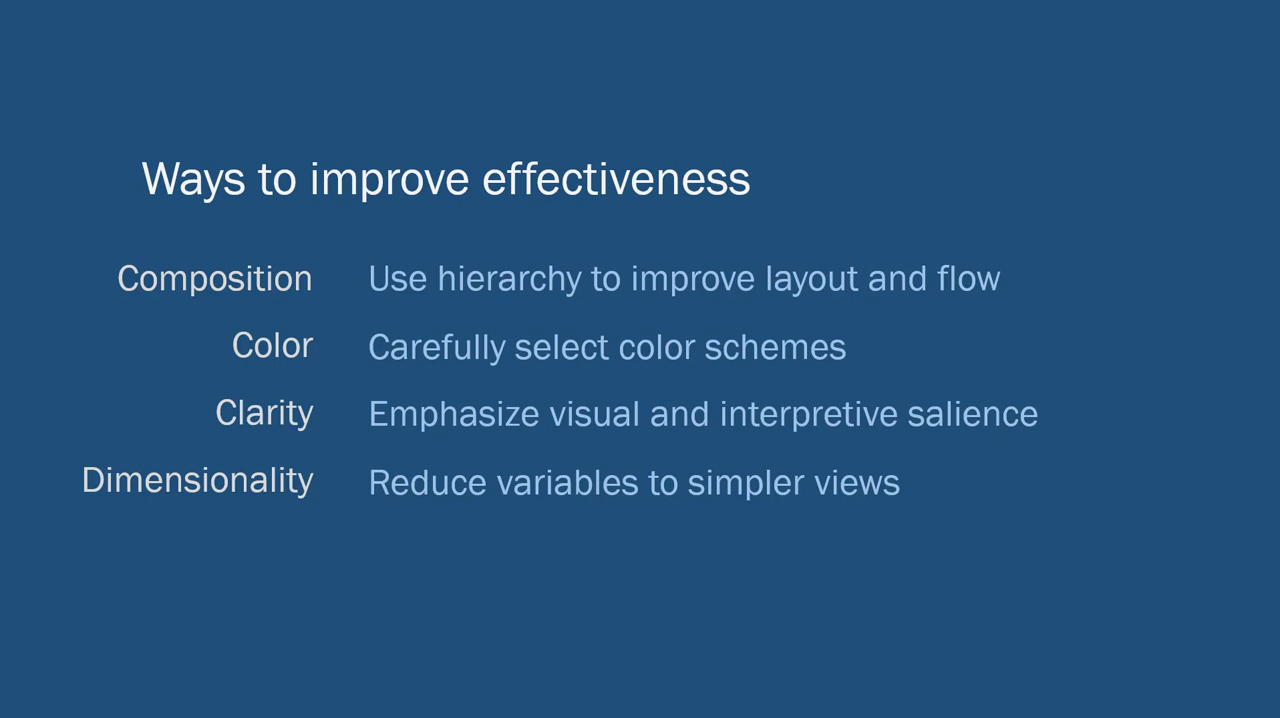 Ways to improve effectiveness
Composition Use hierarchy to improve layout and flow
Color Carefully select color schemes
Clarity Emphasize visual and interpretive salience
Dimensionality Reduce variables to simpler views